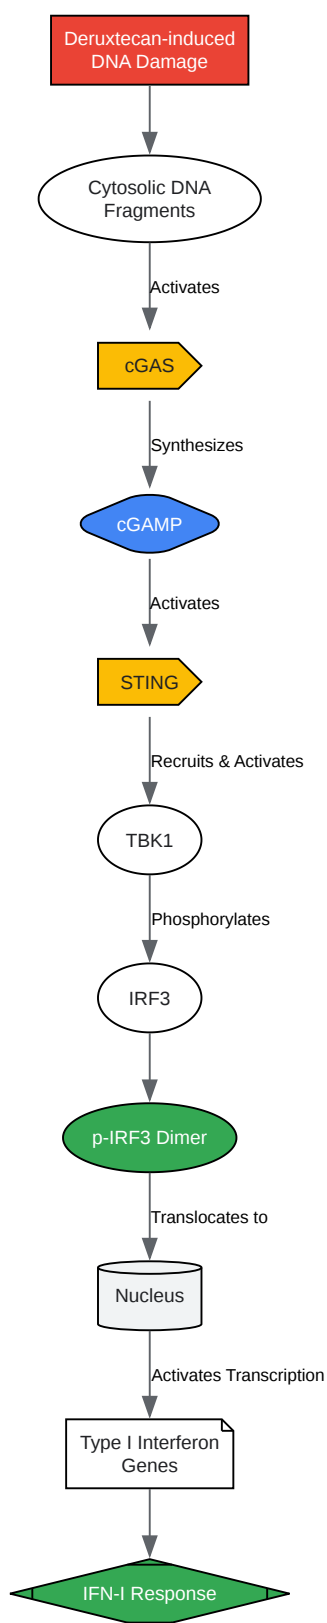 Deruxtecan-induced
DNA Damage
Cytosolic DNA
Fragments
Activates
cGAS
Synthesizes
cGAMP
Activates
STING
Recruits & Activates
TBK1
Phosphorylates
IRF3
p-IRF3 Dimer
Translocates to
Nucleus
Activates Transcription
Type I Interferon
Genes
IFN-I Response